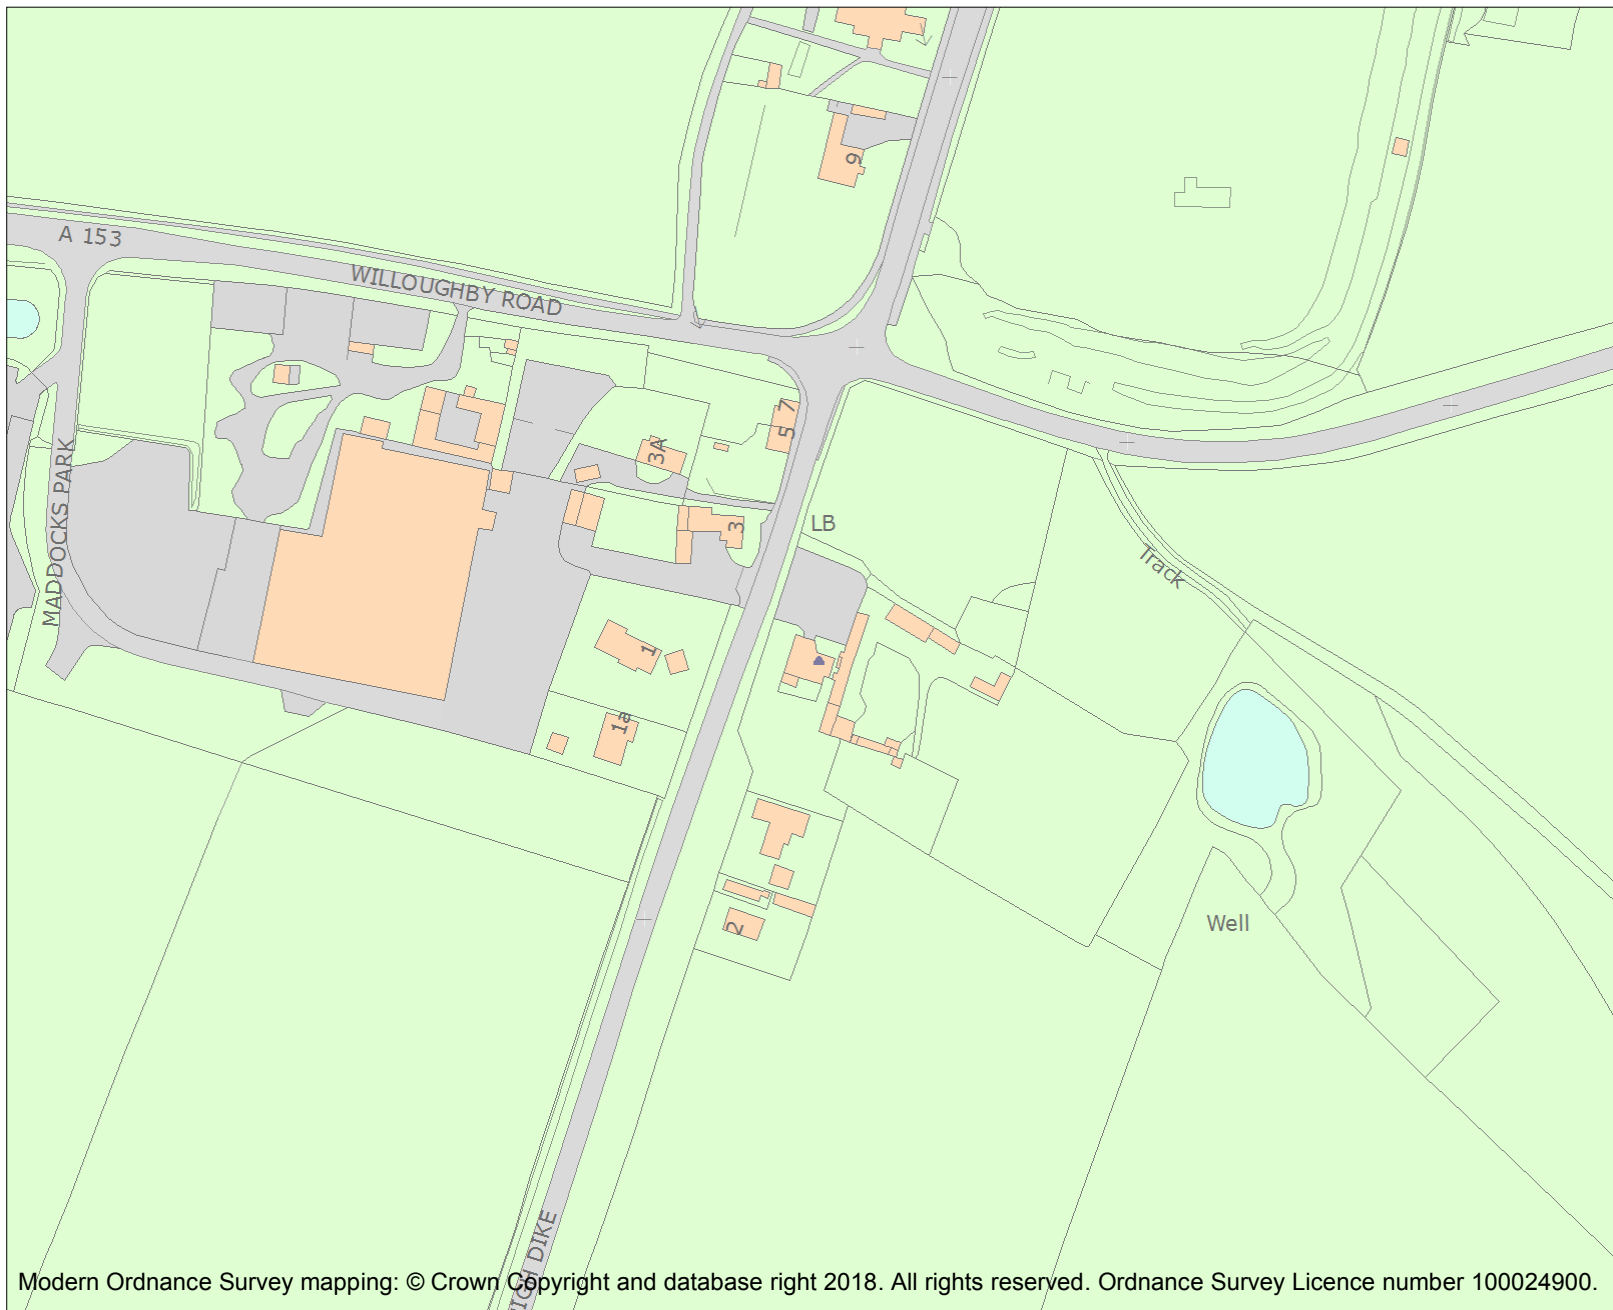 9
A 153
WILLOUGHBY ROAD
5 7
3A
MADDOCKS PARK
LB
3
Track
1
1a
Well
2
HIGH DIKE
Modern Ordnance Survey mapping: © Crown Copyright and database right 2018. All rights reserved. Ordnance Survey Licence number 100024900.